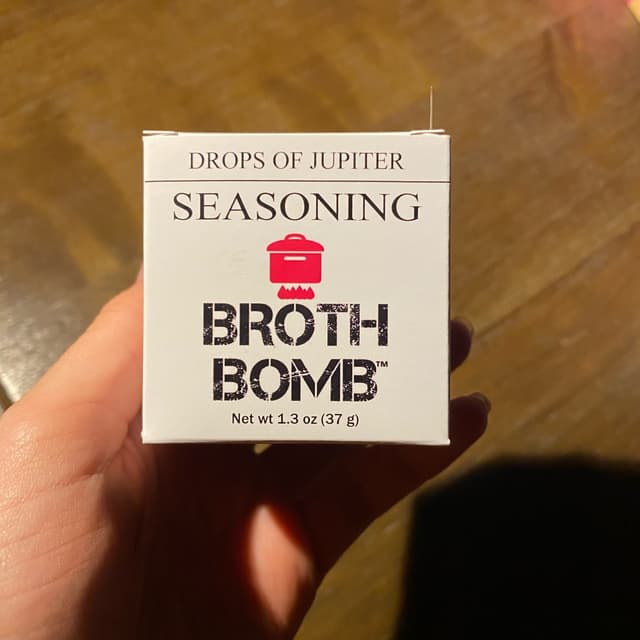 DROPS OF JUPITER
SEASONING
BROTH
BOMB™
Net wt 1.3 oz (37 g)